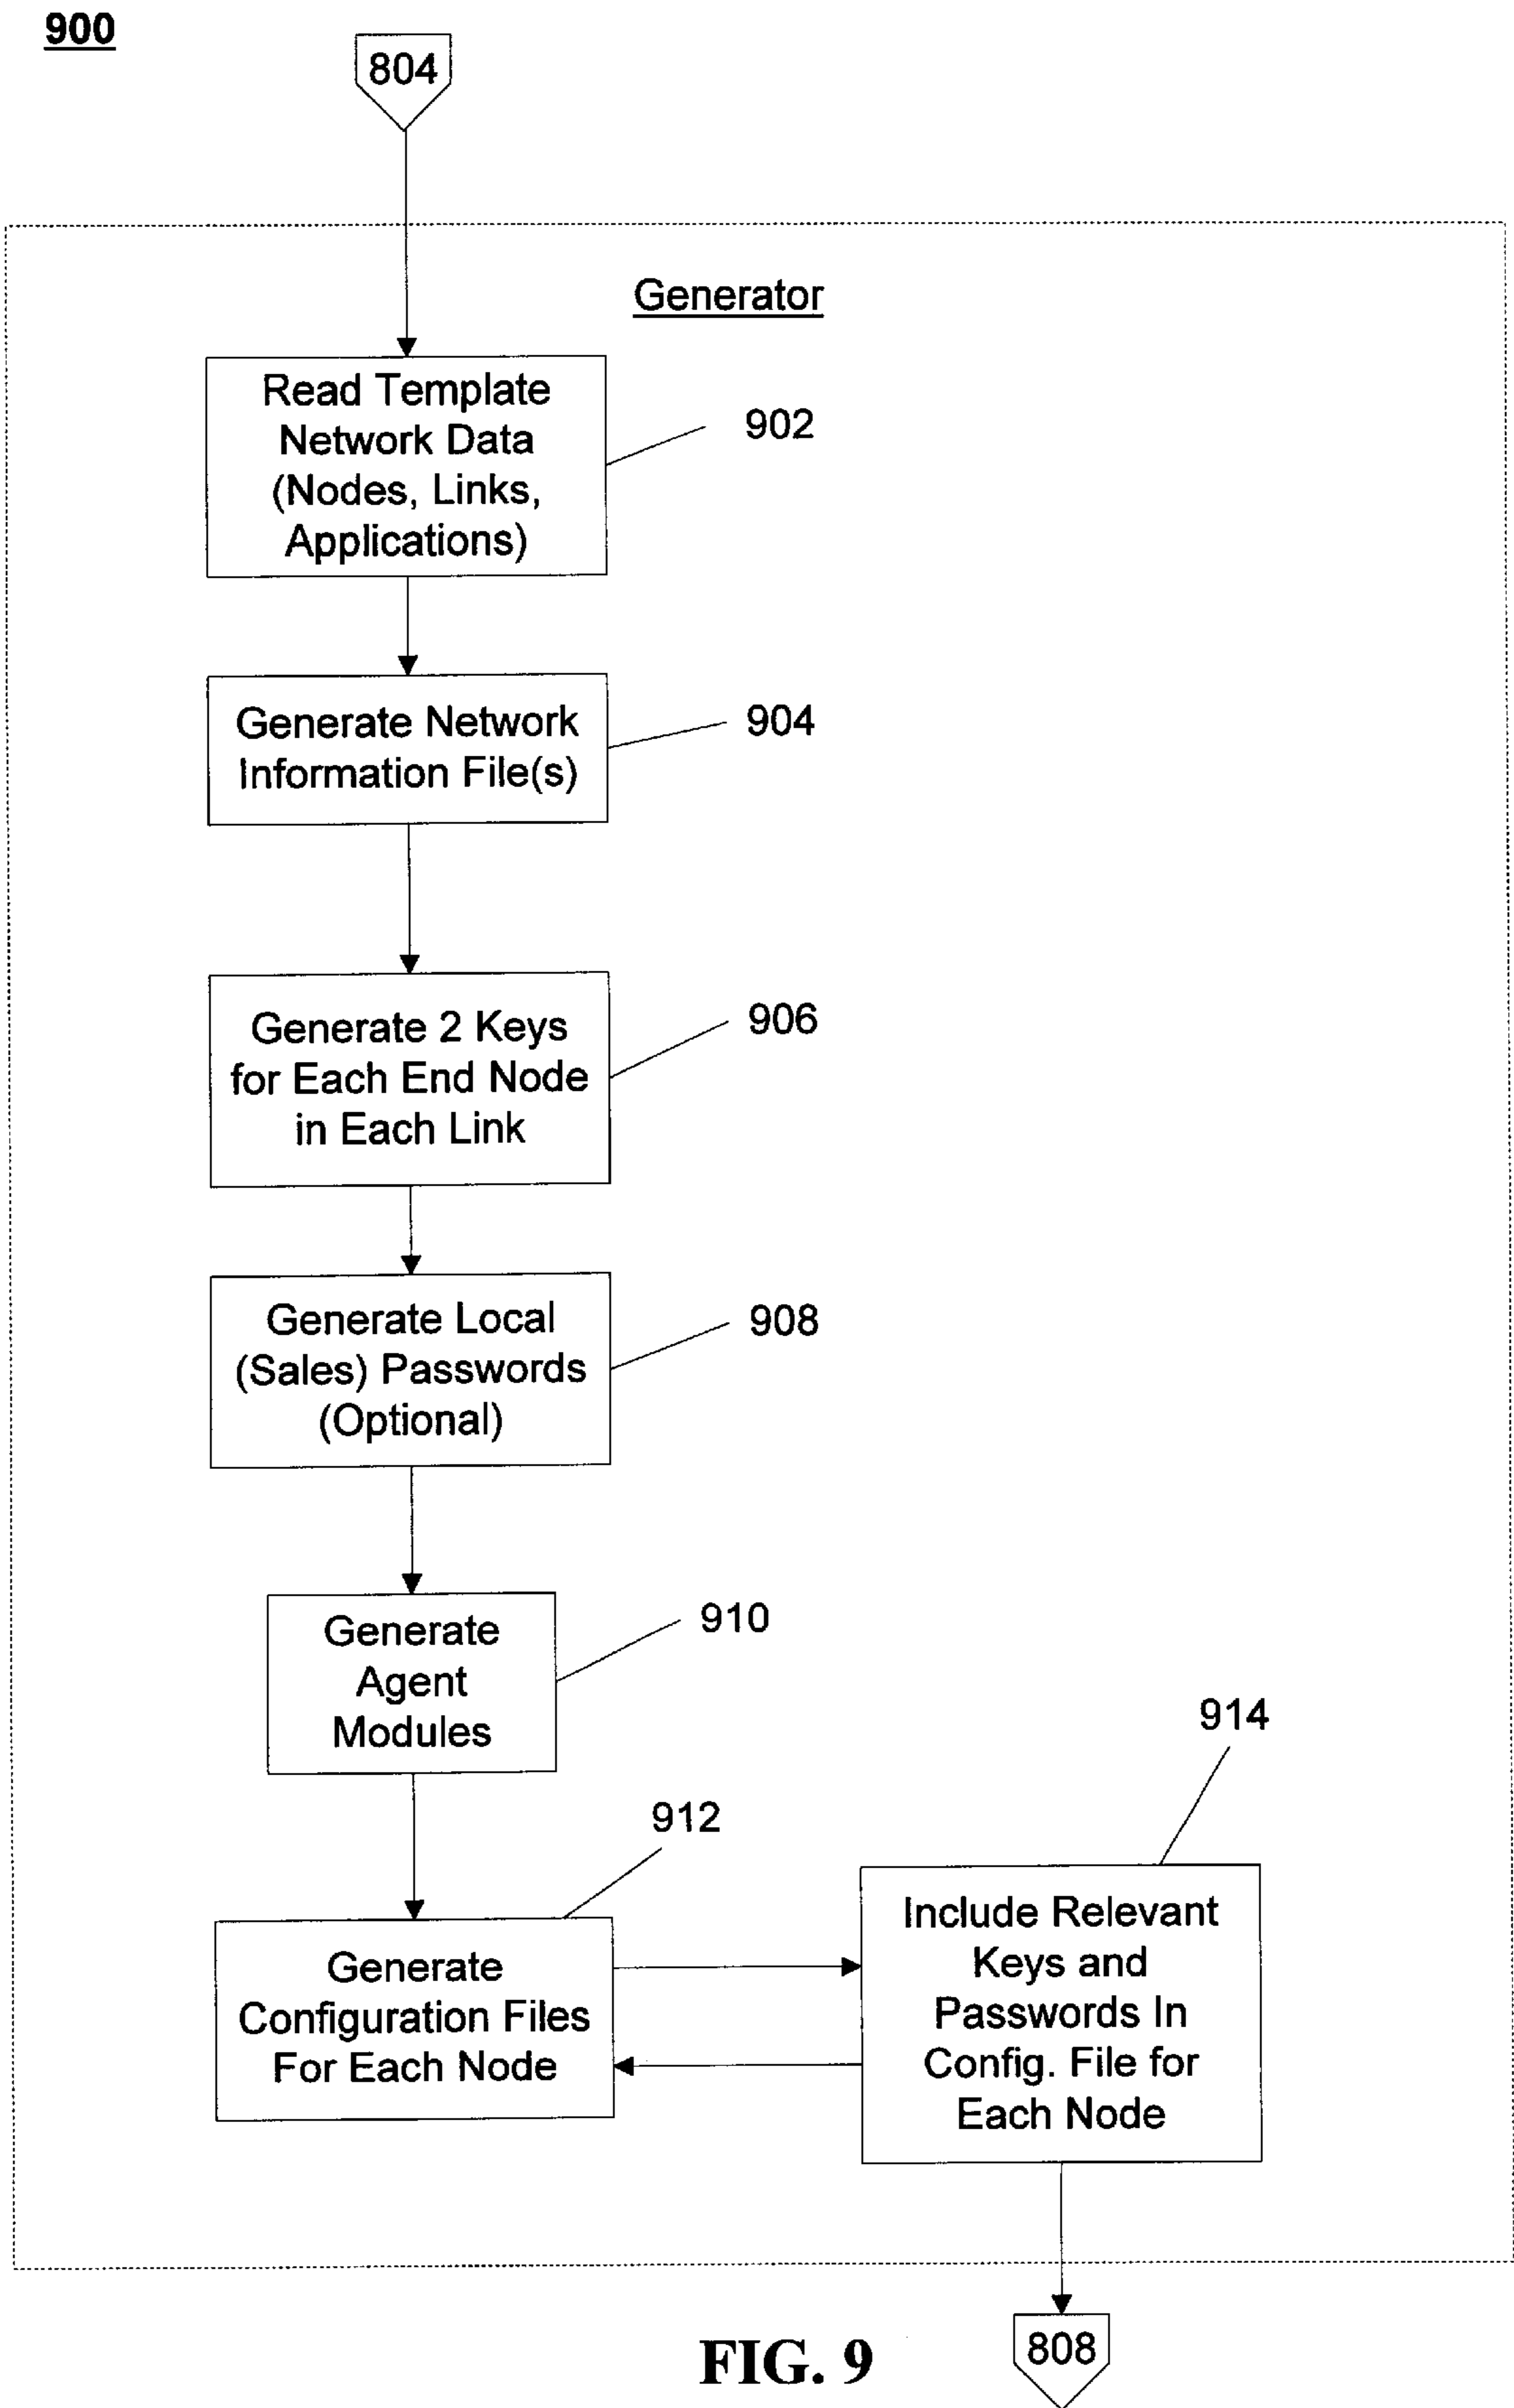 900
804
Generator
Read Template
Network Data
(Nodes, Links,
Applications)
902
Generate Network
Information File(s)
904
Generate 2 Keys
for Each End Node
in Each Link
906
Generate Local
(Sales) Passwords
(Optional)
908
Generate
Agent
Modules
910
912
Generate
Configuration Files
For Each Node
914
Include Relevant
Keys and
Passwords In
Config. File for
Each Node
808
FIG. 9